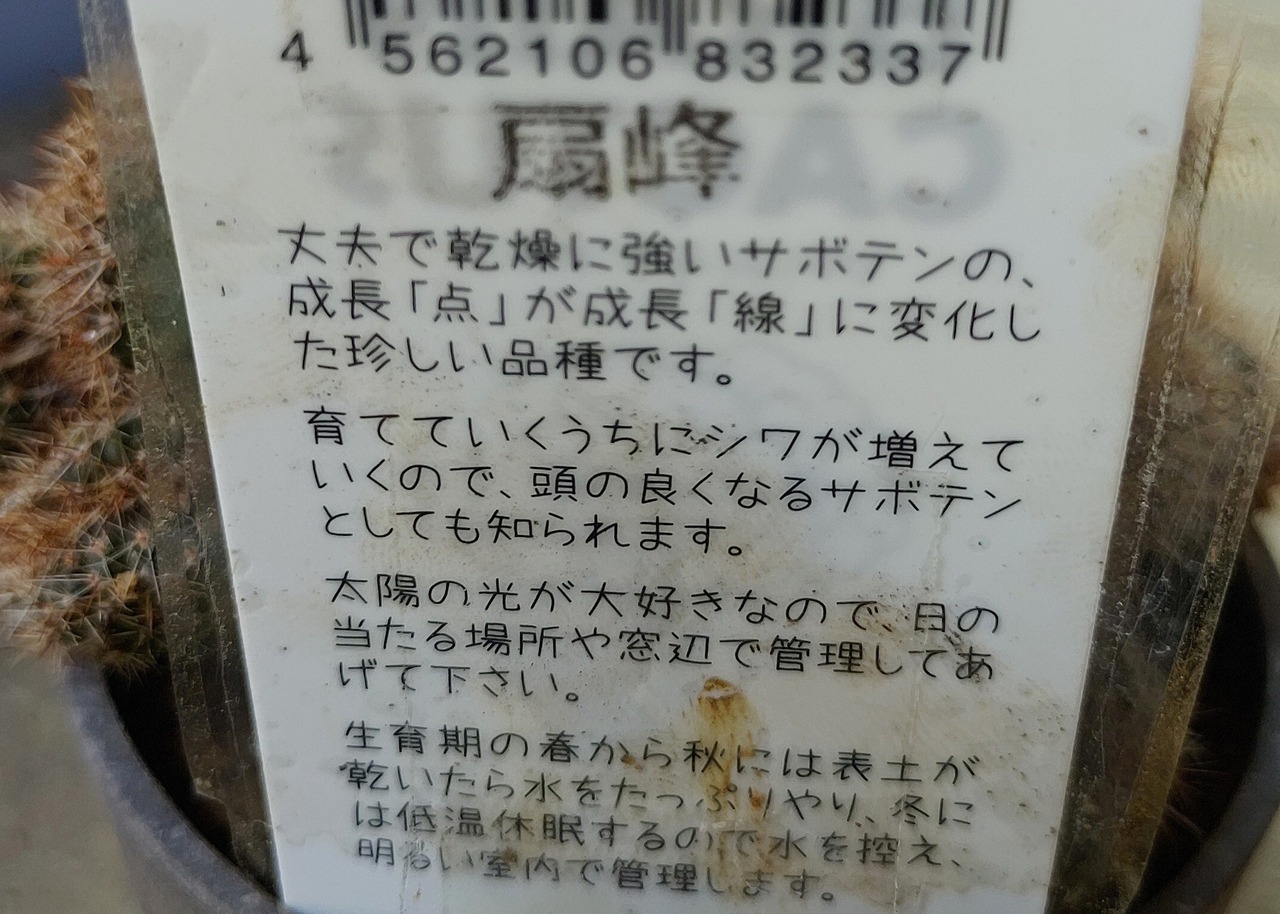 4 562106 832337
扇峰
丈夫で乾燥に強いサボテンの、
成長「点」が成長「線」に変化し
た珍しい品種です。
育てていくうちにシワが増えて
いくので、頭の良くなるサボテン
としても知られます。
太陽の光が大好きなので、日の
当たる場所や窓辺で管理してあ
げて下さい。
生育期の春から秋には表土が
乾いたら水をたっぷりやり、冬に
は低温休眠するので水を控え、
明るい室内で管理します。